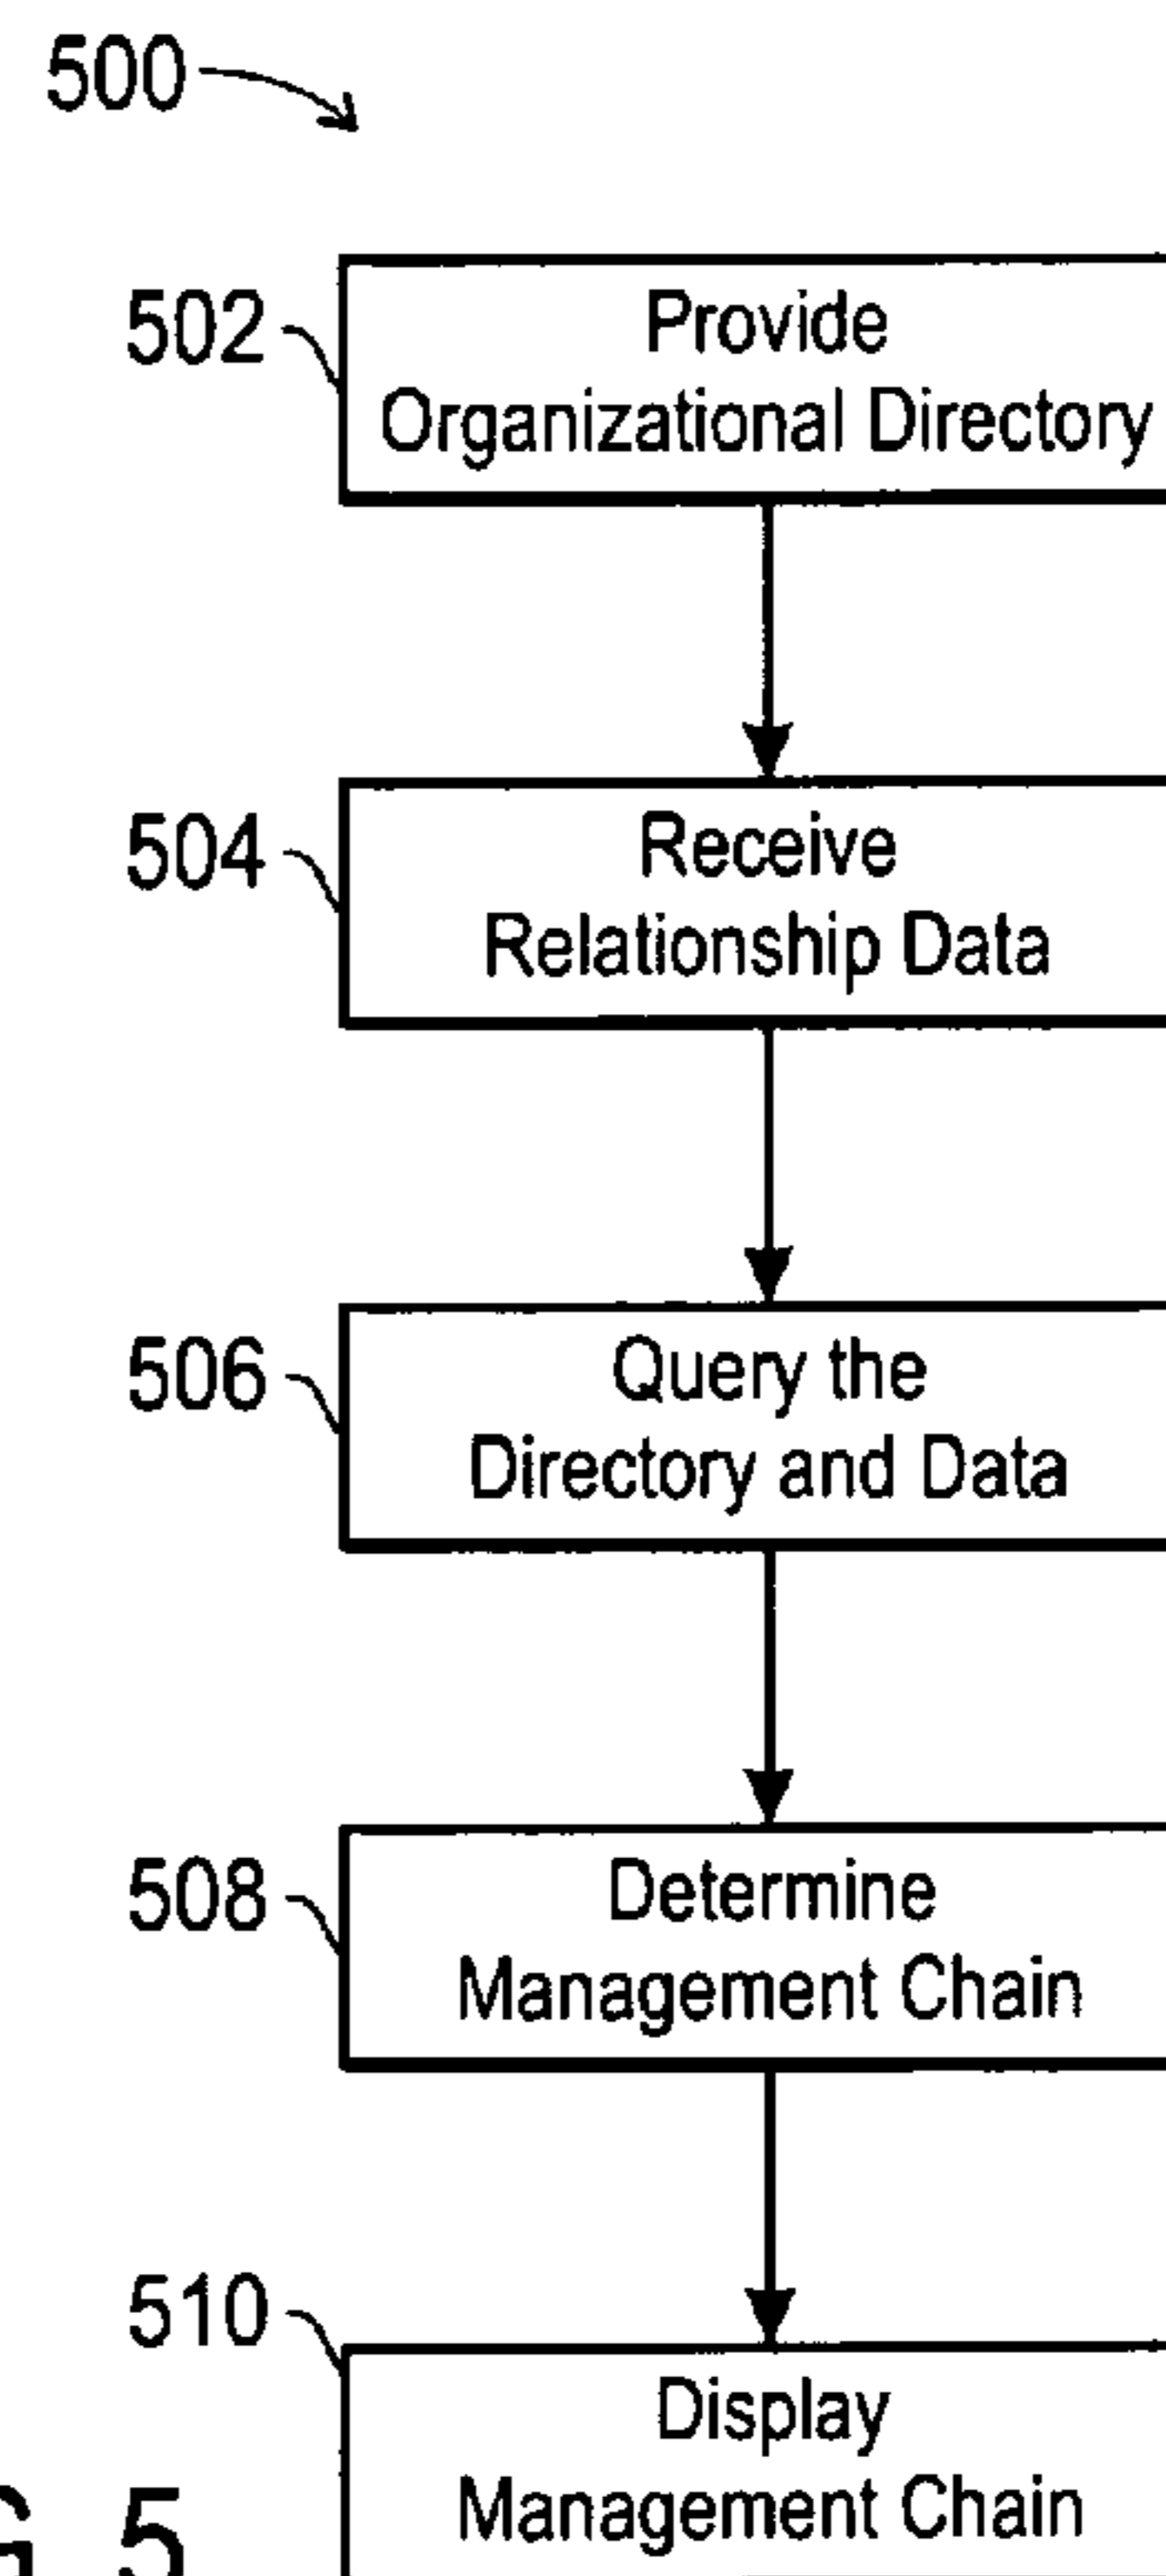 500
502
Provide
Organizational Directory
504
Receive
Relationship Data
506
Query the
Directory and Data
508
Determine
Management Chain
510
Display
Management Chain
G 5